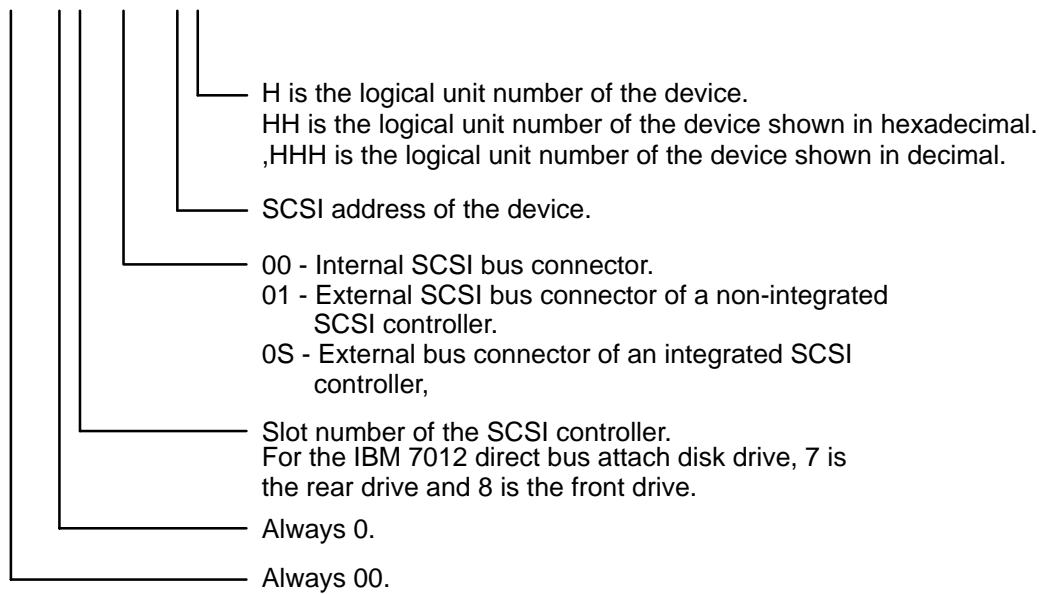 H is the logical unit number of the device.
HH is the logical unit number of the device shown in hexadecimal.
,HHH is the logical unit number of the device shown in decimal.
SCSI address of the device.
00 - Internal SCSI bus connector.
01 - External SCSI bus connector of a non-integrated
SCSI controller.
0S - External bus connector of an integrated SCSI
controller,
Slot number of the SCSI controller.
For the IBM 7012 direct bus attach disk drive, 7 is
the rear drive and 8 is the front drive.
Always 0.
Always 00.